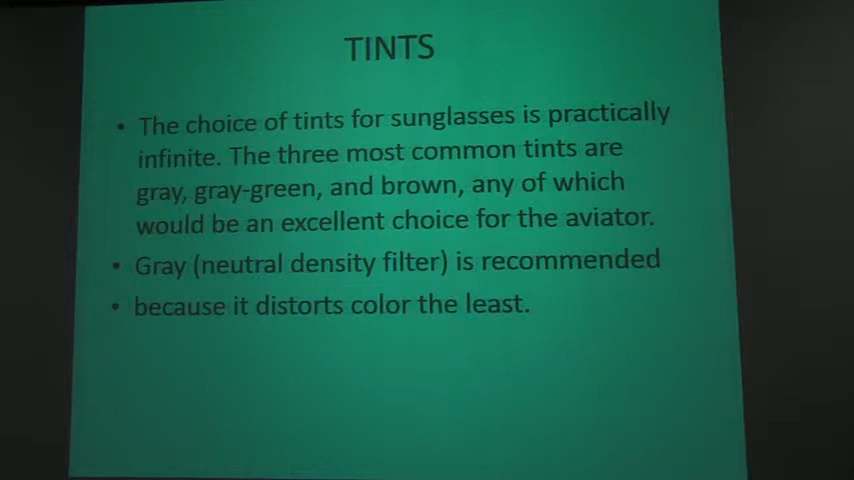 TINTS
• The choice of tints for sunglasses is practically
infinite. The three most common tints are
gray, gray-green, and brown, any of which
would be an excellent choice for the aviator.
• Gray (neutral density filter) is recommended
• because it distorts color the least.